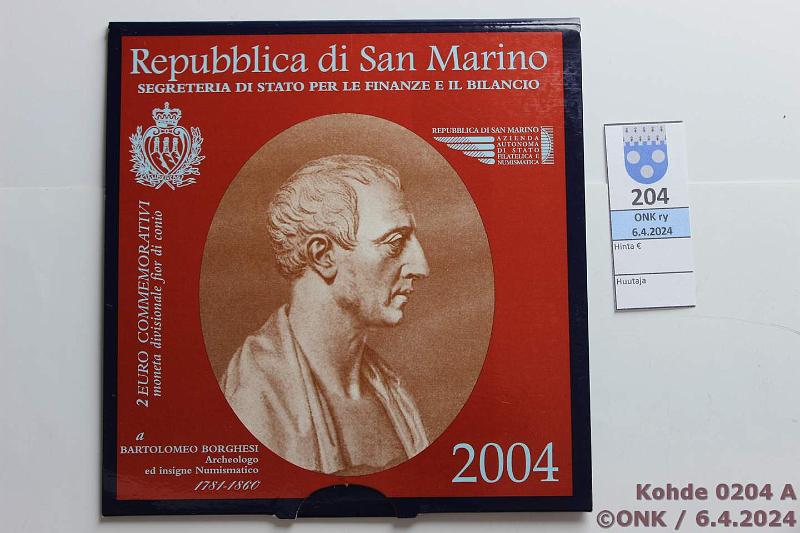 Repubblica di San Marino
SEGRETERIA DI STATO PER LE FINANZE E IL BILANCIO
REPUBBLICA DI SAN MARINO
AZIENDA
AUTONOMA
DI STATO
FILATELICA E
NUMISMATICA
2 EURO COMMEMORATIVI
moneta divisionale fior di conio
a
BARTOLOMEO BORGHESI
Archeologo
ed insigne Numismatico
1781-1860
2004
204
ONK ry
6.4.2024
Hinta €
Huutaja
Kohde 0204 A
©ONK / 6.4.2024